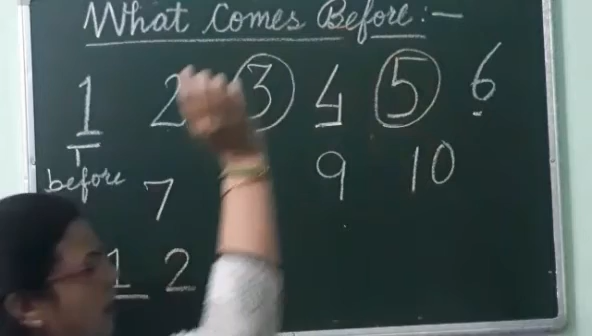 What Comes Before :-
1 2 3 4 5 6
before 7 9 10
1 2